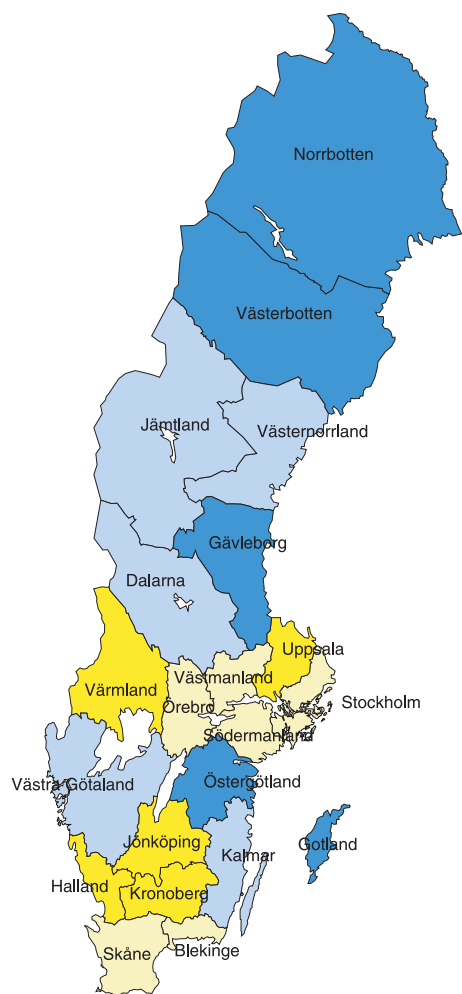 Norrbotten
Västerbotten
Jämtland
Västernorrland
Gävleborg
Dalarna
Uppsala
Västmanland
Värmland
Örebro
Stockholm
Södermanland
Västra Götaland
Östergötland
Jönköping
Gotland
Kalmar
Halland
Kronoberg
Blekinge
Skåne